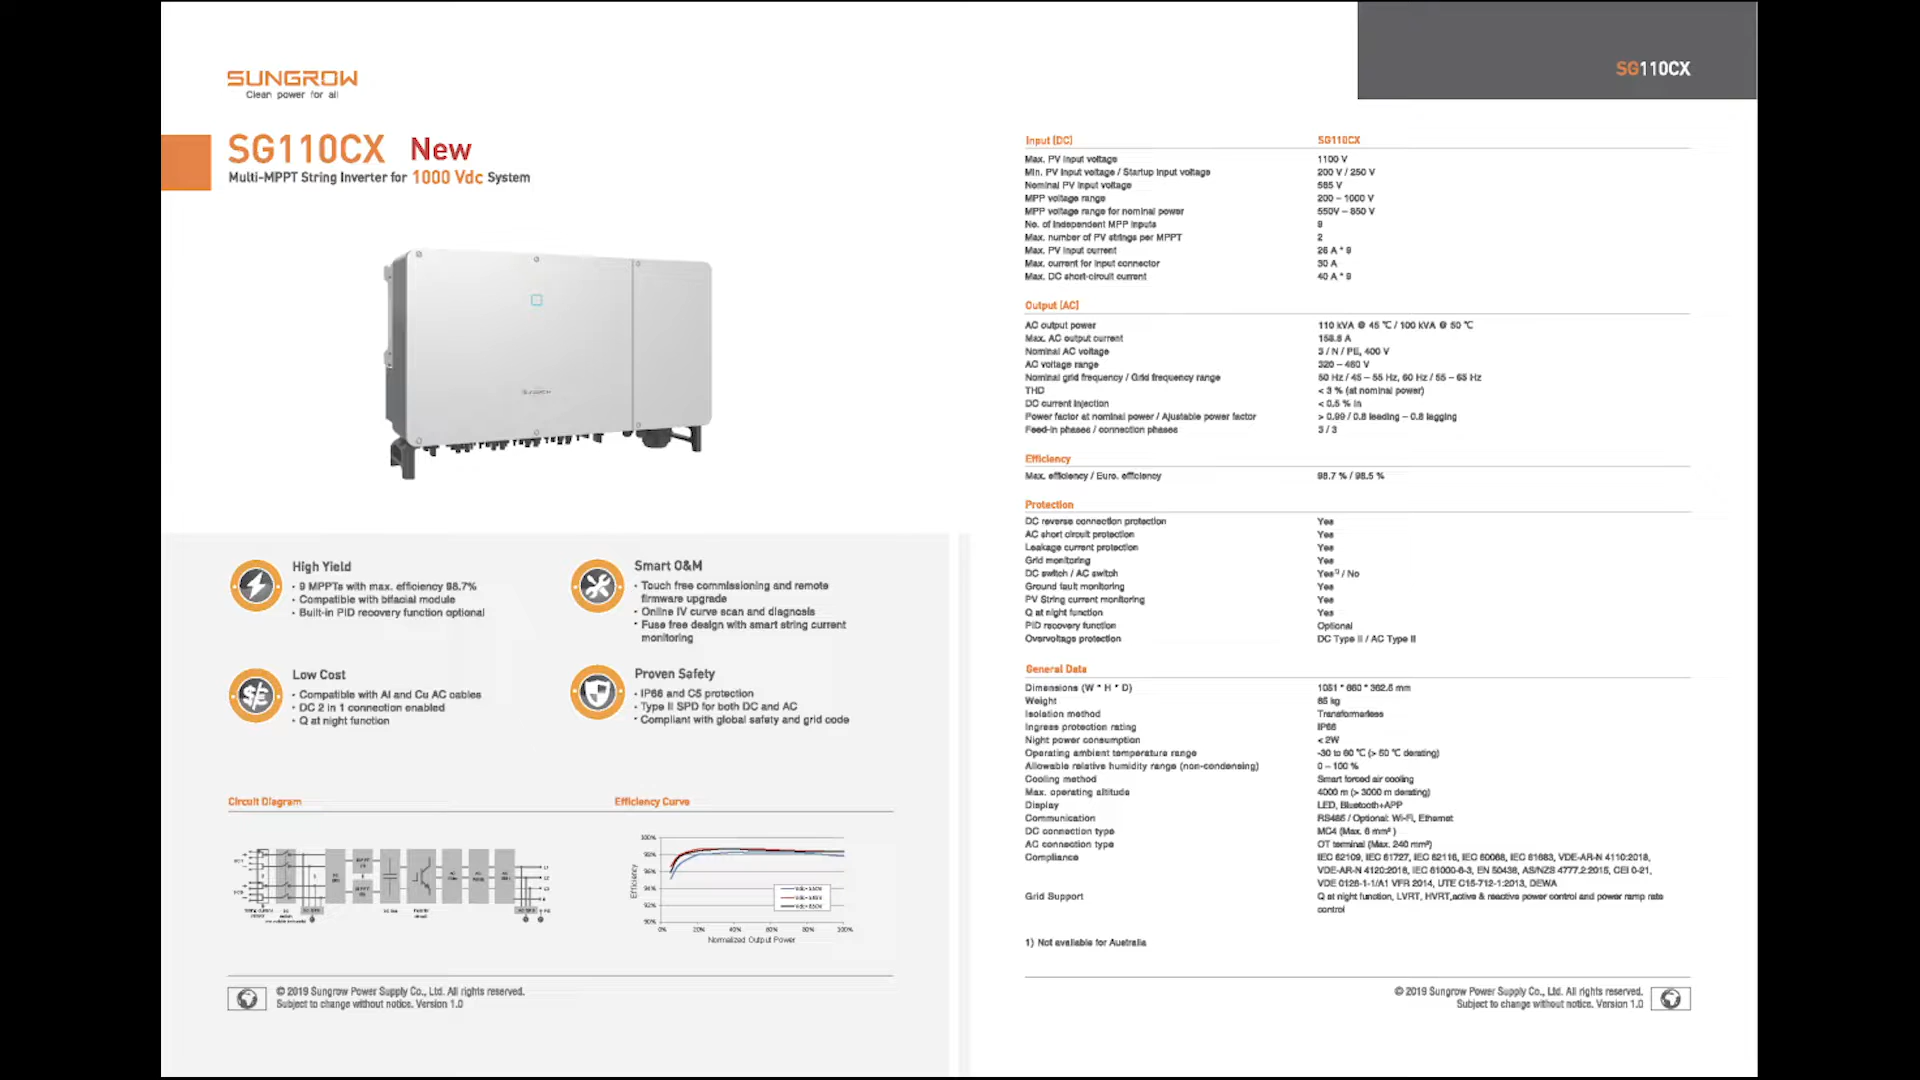 SUNGROW
Clean power for all
SG110CX New
Multi-MPPT String Inverter for 1000 Vdc System
SUNGROW
High Yield
• 9 MPPTs with max. efficiency 98.7%
• Compatible with bifacial module
• Built-in PID recovery function optional
Smart O&M
• Touch free commissioning and remote
firmware upgrade
• Online IV curve scan and diagnosis
• Fuse free design with smart string current
monitoring
Low Cost
• Compatible with Al and Cu AC cables
• DC 2 in 1 connection enabled
• Q at night function
Proven Safety
• IP66 and C5 protection
• Type II SPD for both DC and AC
• Compliant with global safety and grid code
Circuit Diagram
Efficiency Curve
100%
98%
96%
94%
92%
90%
Efficiency
0% 20% 40% 60% 80% 100%
Normalized Output Power
© 2019 Sungrow Power Supply Co., Ltd. All rights reserved.
Subject to change without notice. Version 1.0
SG110CX
Input (DC) SG110CX
Max. PV input voltage 1100 V
Min. PV input voltage / Startup input voltage 200 V / 250 V
Nominal PV input voltage 585 V
MPP voltage range 200 – 1000 V
MPP voltage range for nominal power 550V – 850 V
No. of independent MPP inputs 9
Max. number of PV strings per MPPT 2
Max. PV input current 26 A * 9
Max. current for input connector 30 A
Max. DC short-circuit current 40 A * 9
Output (AC)
AC output power 110 kVA @ 45 ℃ / 100 kVA @ 50 ℃
Max. AC output current 158.8 A
Nominal AC voltage 3 / N / PE, 400 V
AC voltage range 320 – 460 V
Nominal grid frequency / Grid frequency range 50 Hz / 45 – 55 Hz, 60 Hz / 55 – 65 Hz
THD < 3 % (at nominal power)
DC current injection < 0.5 % In
Power factor at nominal power / Ajustable power factor > 0.99 / 0.8 leading – 0.8 lagging
Feed-in phases / connection phases 3 / 3
Efficiency
Max. efficiency / Euro. efficiency 98.7 % / 98.5 %
Protection
DC reverse connection protection Yes
AC short circuit protection Yes
Leakage current protection Yes
Grid monitoring Yes
DC switch / AC switch Yes¹⁾ / No
Ground fault monitoring Yes
PV String current monitoring Yes
Q at night function Yes
PID recovery function Optional
Overvoltage protection DC Type II / AC Type II
General Data
Dimensions (W * H * D) 1051 * 660 * 362.5 mm
Weight 85 kg
Isolation method Transformerless
Ingress protection rating IP66
Night power consumption < 2W
Operating ambient temperature range -30 to 60 ℃ (> 50 ℃ derating)
Allowable relative humidity range (non-condensing) 0 – 100 %
Cooling method Smart forced air cooling
Max. operating altitude 4000 m (> 3000 m derating)
Display LED, Bluetooth+APP
Communication RS485 / Optional: Wi-Fi, Ethernet
DC connection type MC4 (Max. 6 mm²)
AC connection type OT terminal (Max. 240 mm²)
Compliance IEC 62109, IEC 61727, IEC 62116, IEC 60068, IEC 61683, VDE-AR-N 4110:2018,
VDE-AR-N 4120:2018, IEC 61000-6-3, EN 50438, AS/NZS 4777.2:2015, CEI 0-21,
VDE 0126-1-1/A1 VFR 2014, UTE C15-712-1:2013, DEWA
Grid Support Q at night function, LVRT, HVRT,active & reactive power control and power ramp rate
control
1) Not available for Australia
© 2019 Sungrow Power Supply Co., Ltd. All rights reserved.
Subject to change without notice. Version 1.0